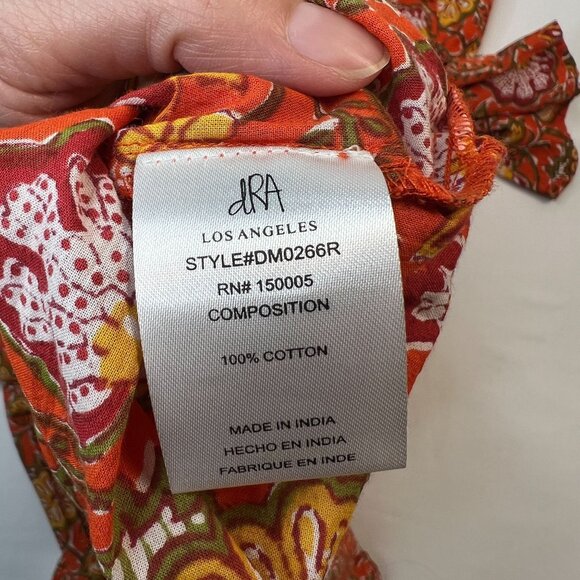 dRA
LOS ANGELES
STYLE#DM0266R
RN# 150005
COMPOSITION
100% COTTON
MADE IN INDIA
HECHO EN INDIA
FABRIQUE EN INDE